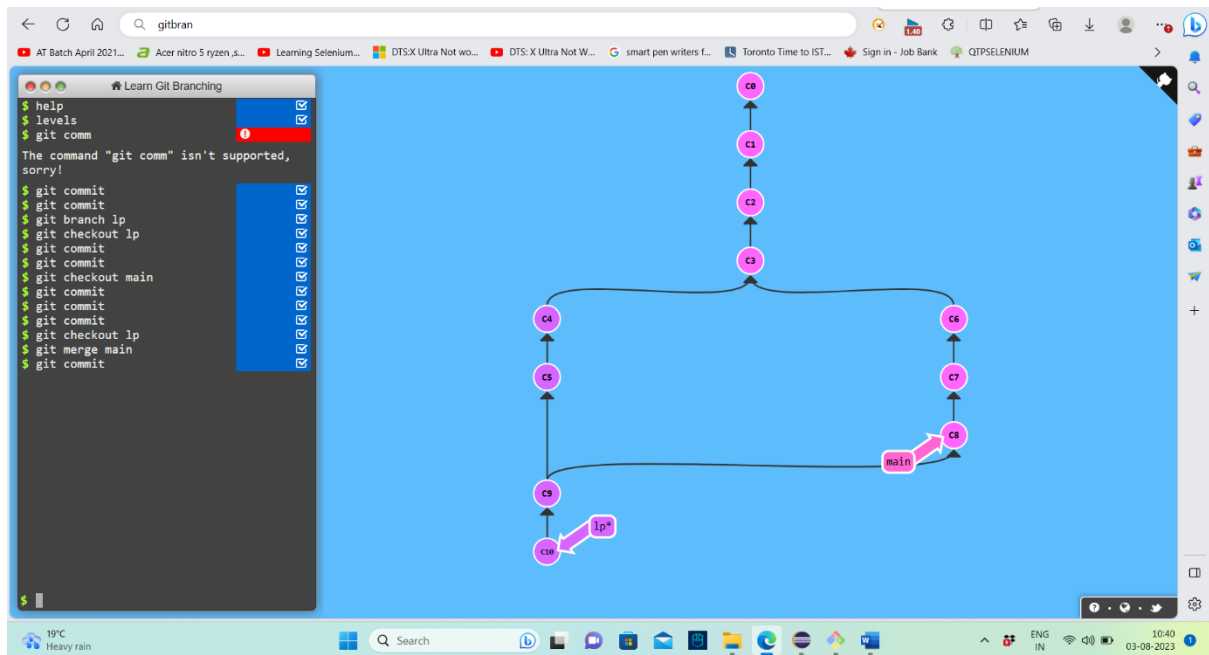 gitbran
1.40
AT Batch April 2021...
Acer nitro 5 ryzen ,s...
Learning Selenium...
DTS:X Ultra Not wo...
DTS: X Ultra Not W...
smart pen writers f...
Toronto Time to IST...
Sign in - Job Bank
QTPSELENIUM
Learn Git Branching
$ help
$ levels
$ git comm
The command "git comm" isn't supported,
sorry!
$ git commit
$ git commit
$ git branch lp
$ git checkout lp
$ git commit
$ git commit
$ git checkout main
$ git commit
$ git commit
$ git commit
$ git checkout lp
$ git merge main
$ git commit
$
C0
C1
C2
C3
C4
C6
C5
C7
C8
main
C9
lp*
C10
19°C
Heavy rain
Search
ENG
IN
10:40
03-08-2023
1